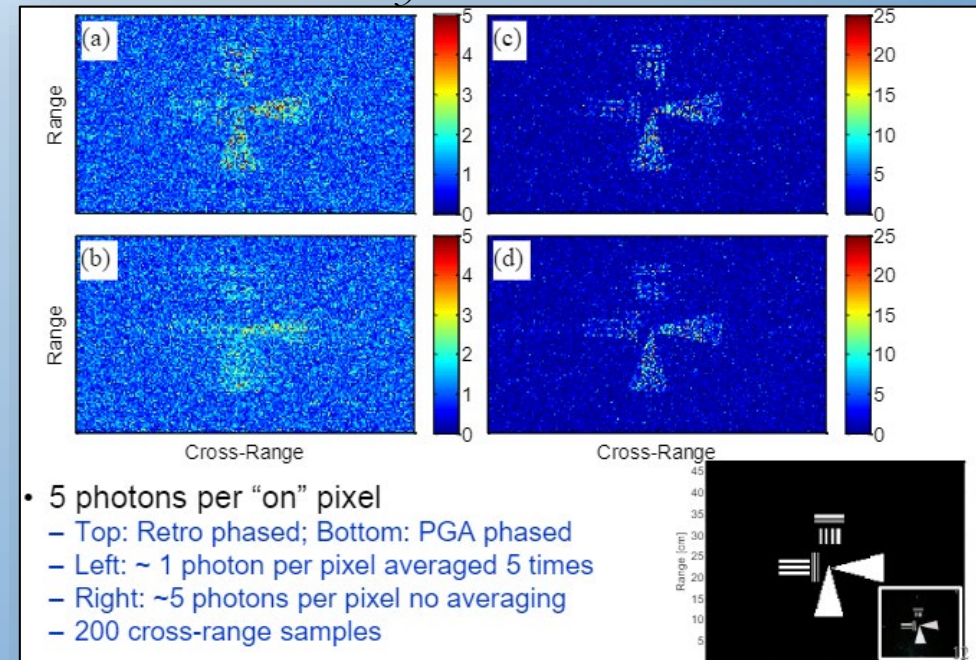 (a)
(c)
5
4
3
2
1
0
25
20
15
10
5
0
Range
(b)
(d)
5
4
3
2
1
0
25
20
15
10
5
0
Range
Cross-Range
Cross-Range
• 5 photons per “on” pixel
– Top: Retro phased; Bottom: PGA phased
– Left: ~ 1 photon per pixel averaged 5 times
– Right: ~5 photons per pixel no averaging
– 200 cross-range samples
45
40
35
30
25
20
15
10
5
Range [cm]
12